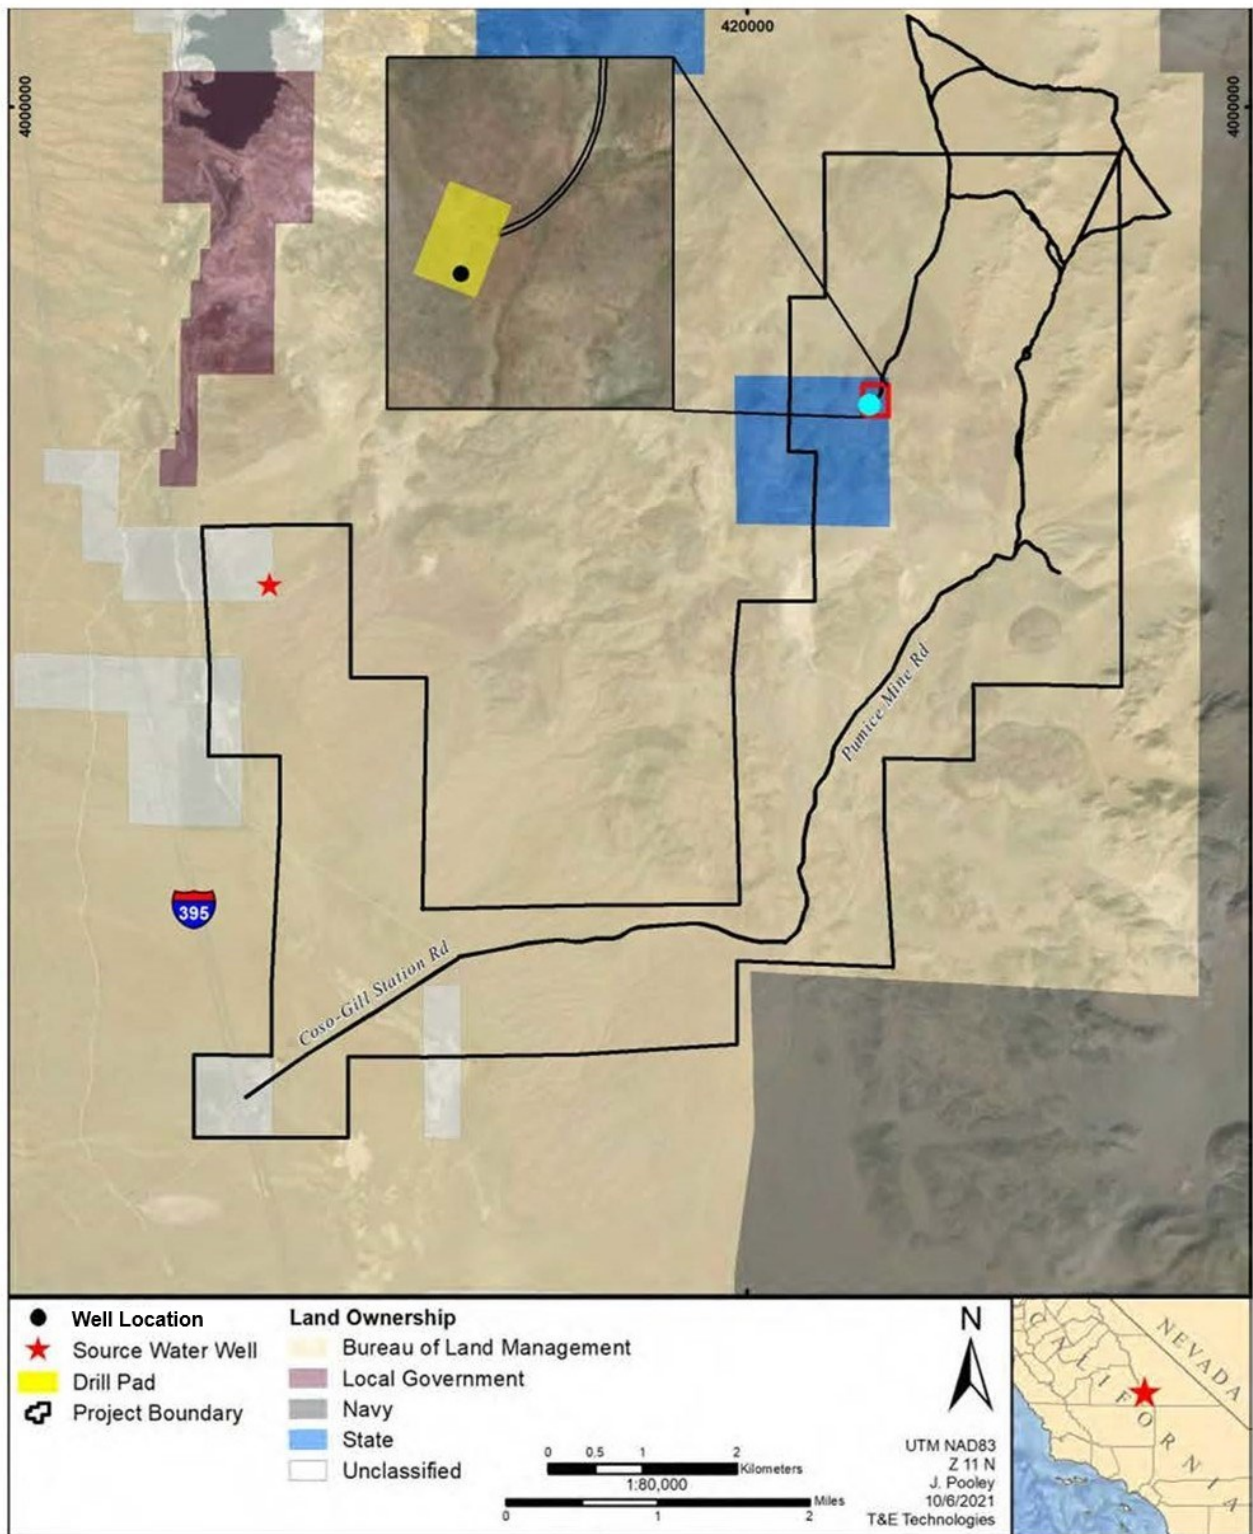 420000
4000000
4000000
Pumice Mine Rd
395
Coso-Gill Station Rd
Well Location
Source Water Well
Drill Pad
Project Boundary
Land Ownership
Bureau of Land Management
Local Government
Navy
State
Unclassified
N
0 0.5 1 2
Kilometers
1:80,000
Miles
0 1 2
UTM NAD83
Z 11 N
J. Pooley
10/6/2021
T&E Technologies
NEVADA
CALIFORNIA